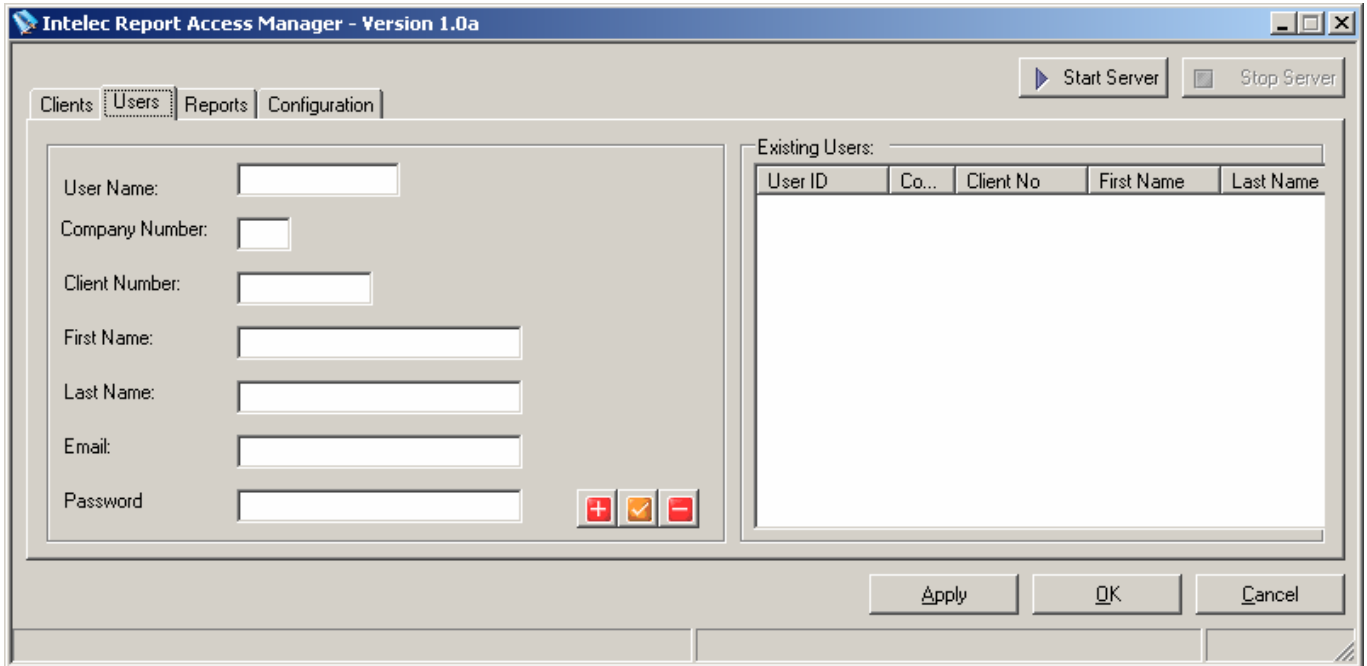 Intelec Report Access Manager - Version 1.0a
Start Server
Stop Server
Clients
Users
Reports
Configuration
User Name:
Company Number:
Client Number:
First Name:
Last Name:
Email:
Password
Existing Users:
User ID Co... Client No First Name Last Name
Apply
OK
Cancel